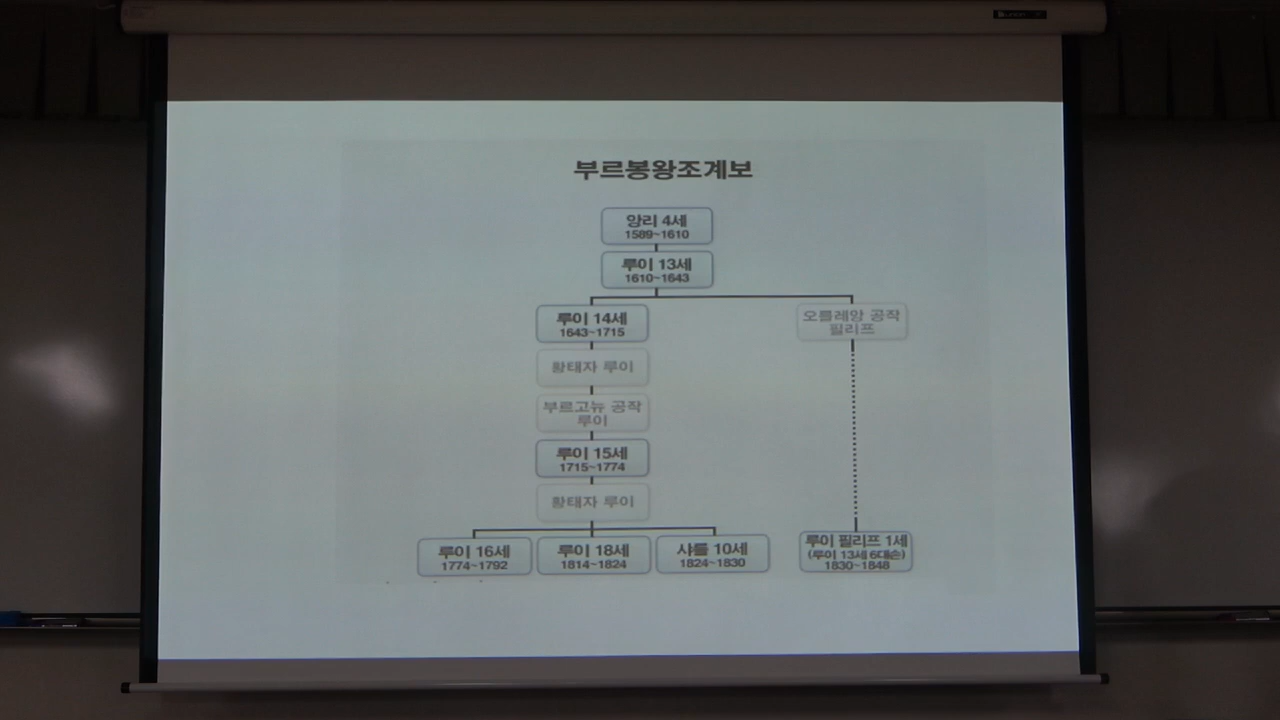 부르봉왕조계보
앙리 4세
1589~1610
루이 13세
1610~1643
루이 14세
1643~1715
오를레앙 공작
필리프
황태자 루이
부르고뉴 공작
루이
루이 15세
1715~1774
황태자 루이
루이 16세
1774~1792
루이 18세
1814~1824
샤를 10세
1824~1830
루이 필리프 1세
(루이 13세 6대손)
1830~1848